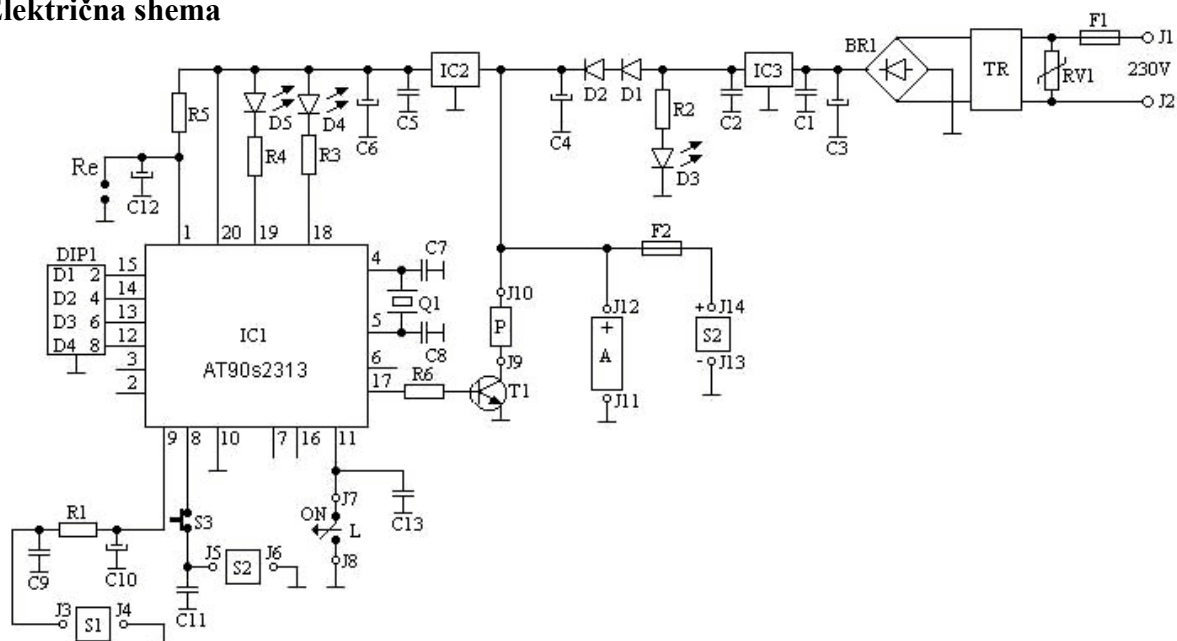 Električna shema
F1
J1
BR1
TR
RV1
230V
J2
IC2
IC3
D2 D1
R5
D5
D4
C6
C5
C4
R2
C2
C1
C3
R4
R3
D3
Re
C12
1 20 19 18
F2
DIP1
D1 2 15
D2 4 14
D3 6 13
D4 8 12
3
2
4
C7
Q1
5
C8
6
17
R6
IC1
AT90s2313
J10
P
J9
T1
J12
+
A
J11
+ J14
S2
- J13
9 8 10 7 16 11
R1
S3
C9
C10
J5 S2 J6
C11
J7
ON
L
J8
C13
J3 S1 J4